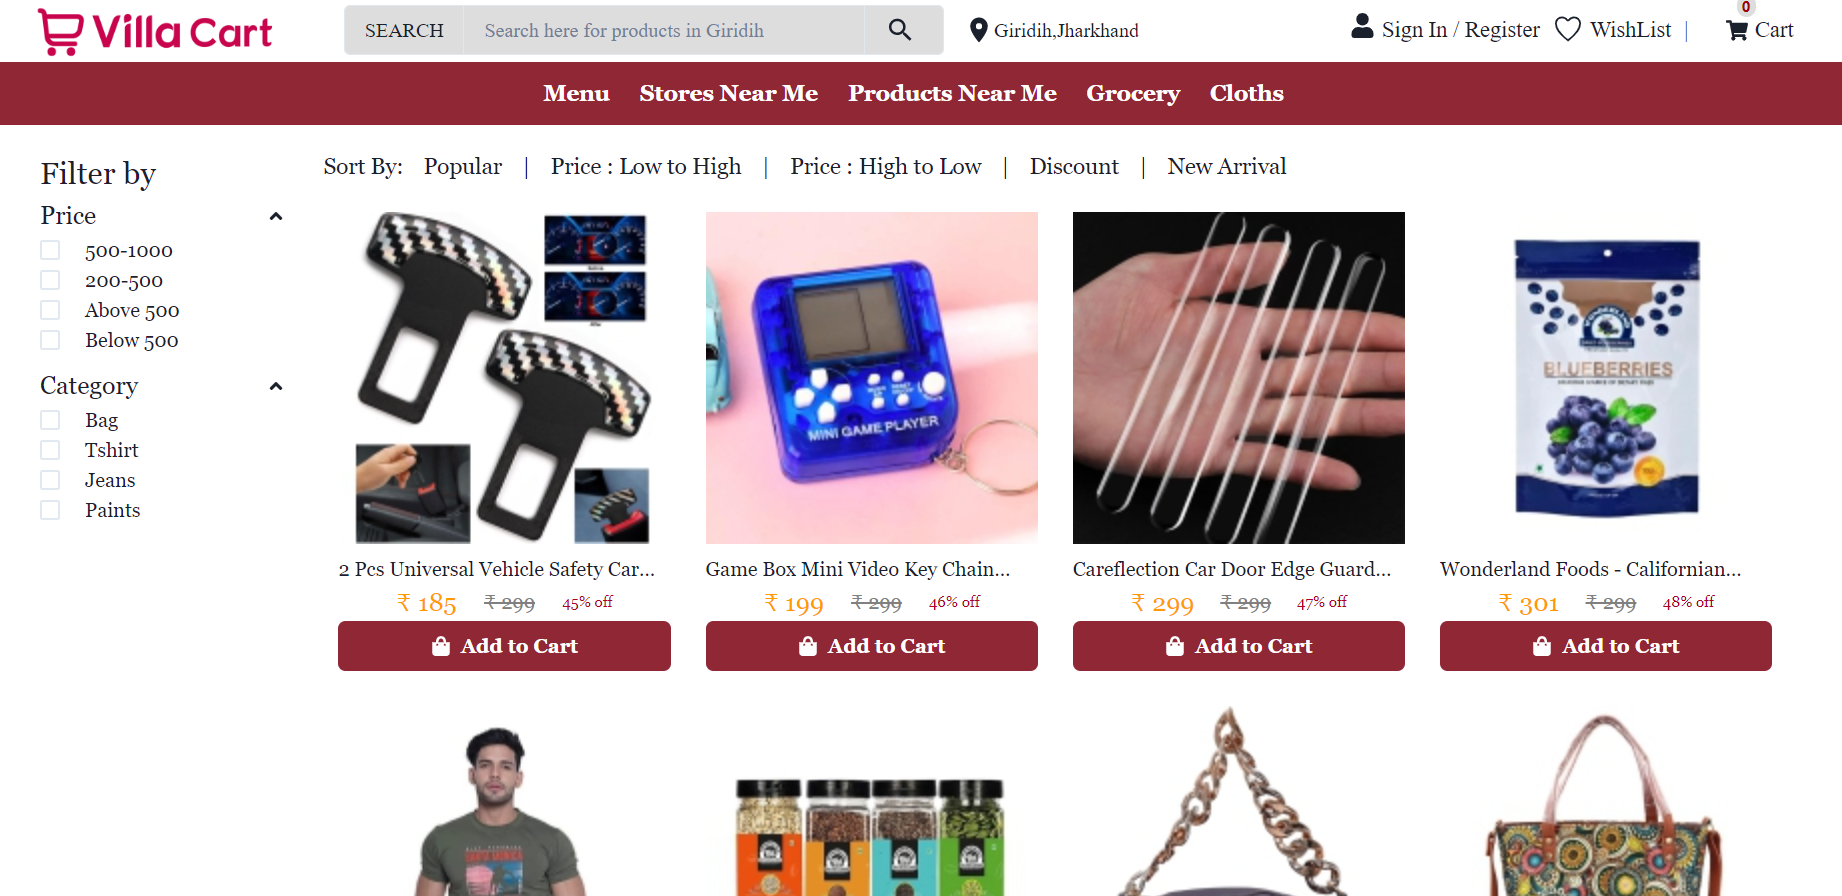 Villa Cart
SEARCH
Search here for products in Giridih
Giridih,Jharkhand
Sign In / Register
WishList |
0
Cart
Menu
Stores Near Me
Products Near Me
Grocery
Cloths
Filter by
Price
500-1000
200-500
Above 500
Below 500
Category
Bag
Tshirt
Jeans
Paints
Sort By: Popular | Price : Low to High | Price : High to Low | Discount | New Arrival
MINI GAME PLAYER
WONDERLAND
BLUEBERRIES
2 Pcs Universal Vehicle Safety Car...
₹ 185 ₹ 299 45% off
Add to Cart
Game Box Mini Video Key Chain...
₹ 199 ₹ 299 46% off
Add to Cart
Careflection Car Door Edge Guard...
₹ 299 ₹ 299 47% off
Add to Cart
Wonderland Foods - Californian...
₹ 301 ₹ 299 48% off
Add to Cart
SANTA MONICA